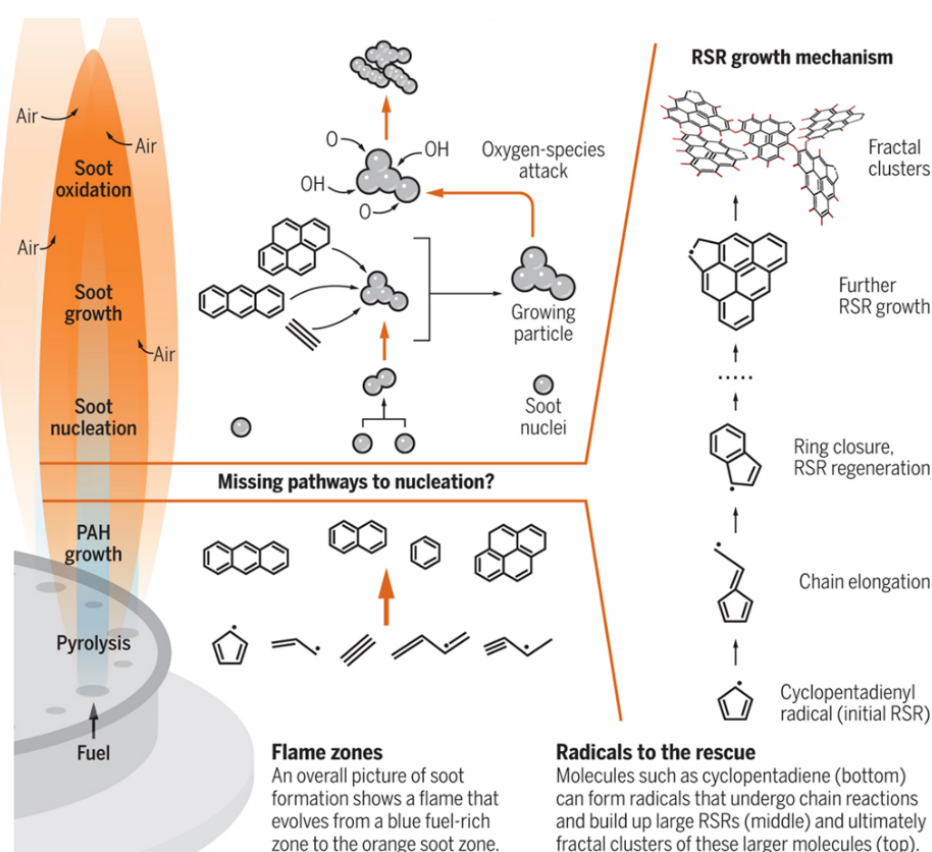 Air
Air
Soot
oxidation
Air
Soot
growth
Air
Soot
nucleation
PAH
growth
Pyrolysis
Fuel
O
OH
OH
O
Oxygen-species
attack
Growing
particle
Soot
nuclei
Missing pathways to nucleation?
Flame zones
An overall picture of soot
formation shows a flame that
evolves from a blue fuel-rich
zone to the orange soot zone.
RSR growth mechanism
Fractal
clusters
Further
RSR growth
.....
Ring closure,
RSR regeneration
Chain elongation
Cyclopentadienyl
radical (initial RSR)
Radicals to the rescue
Molecules such as cyclopentadiene (bottom)
can form radicals that undergo chain reactions
and build up large RSRs (middle) and ultimately
fractal clusters of these larger molecules (top).